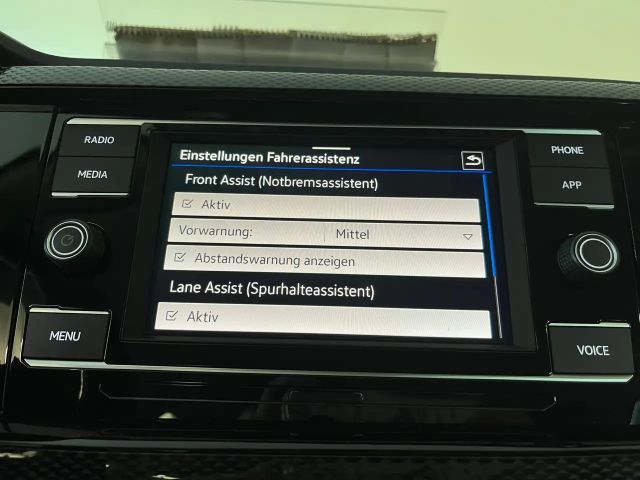 RADIO
MEDIA
MENU
Einstellungen Fahrerassistenz
Front Assist (Notbremsassistent)
Aktiv
Vorwarnung: Mittel
Abstandswarnung anzeigen
Lane Assist (Spurhalteassistent)
Aktiv
PHONE
APP
VOICE